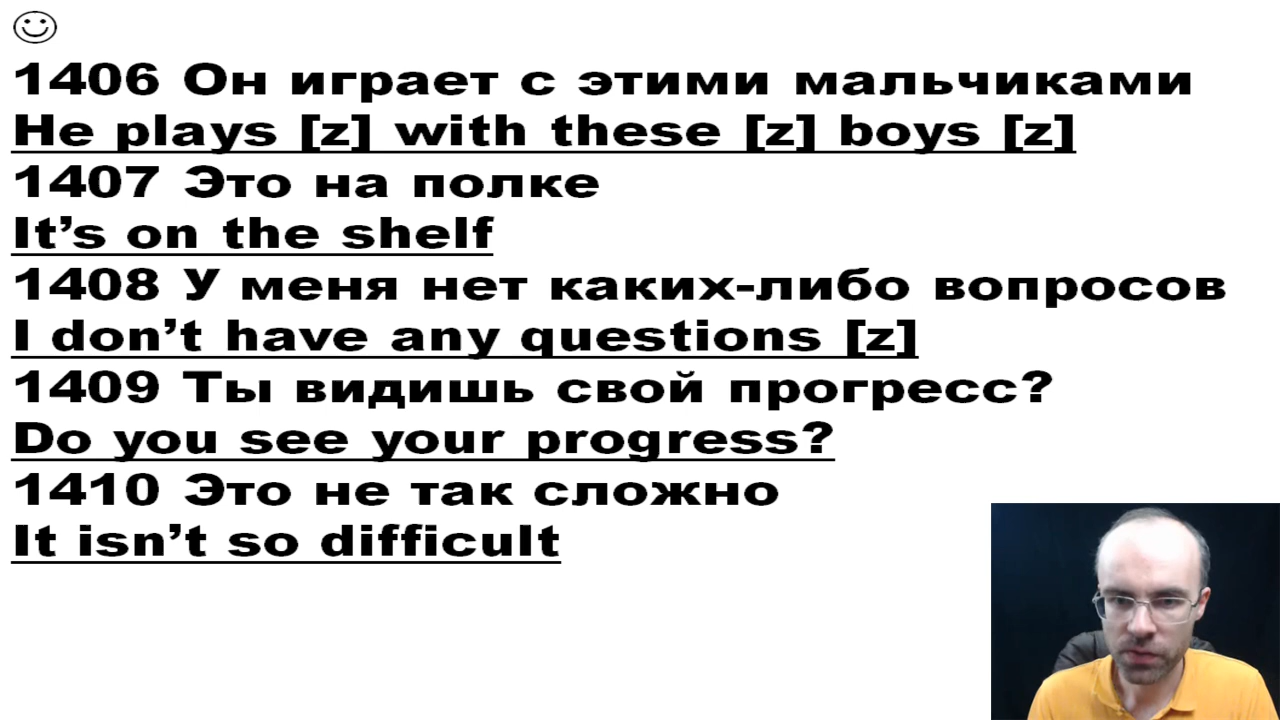 1406 Он играет с этими мальчиками
He plays [z] with these [z] boys [z]
1407 Это на полке
It’s on the shelf
1408 У меня нет каких-либо вопросов
I don’t have any questions [z]
1409 Ты видишь свой прогресс?
Do you see your progress?
1410 Это не так сложно
It isn’t so difficult